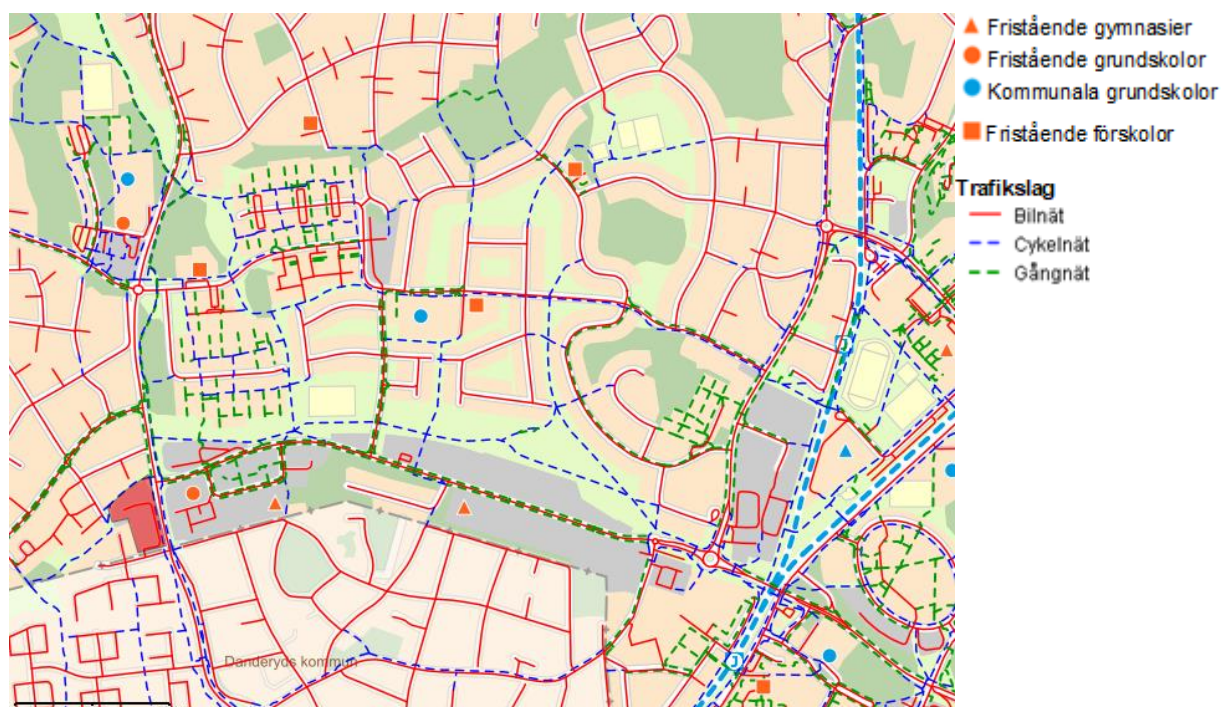 Fristående gymnasier
Fristående grundskolor
Kommunala grundskolor
Fristående förskolor
Trafikslag
Bilnät
Cykelnät
Gångnät
J
Danderyds kommun
J